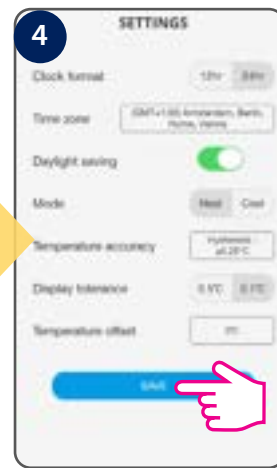 4
SETTINGS
Clock format 12hr 24hr
Time zone (GMT+1:00) Amsterdam, Berlin,
Rome, Vienna
Daylight saving
Mode Heat Cool
Temperature accuracy Hysteresis
±0.25°C
Display tolerance 0.5°C 0.1°C
Temperature offset 0°C
SAVE